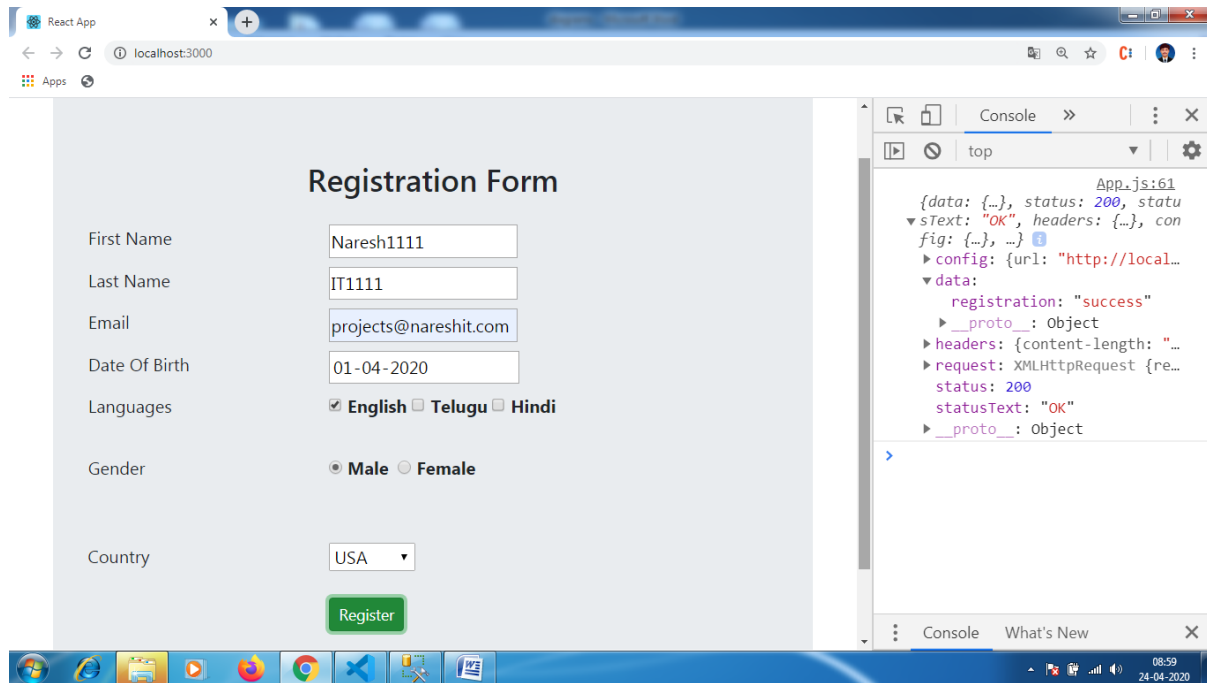 React App
localhost:3000
Apps
Registration Form
First Name Naresh1111
Last Name IT1111
Email projects@nareshit.com
Date Of Birth 01-04-2020
Languages English Telugu Hindi
Gender Male Female
Country USA
Register
Console
top
App.js:61
{data: {…}, status: 200, statu
sText: "OK", headers: {…}, con
fig: {…}, …}
config: {url: "http://local…
data:
registration: "success"
__proto__: Object
headers: {content-length: "…
request: XMLHttpRequest {re…
status: 200
statusText: "OK"
__proto__: Object
Console What's New
08:59
24-04-2020